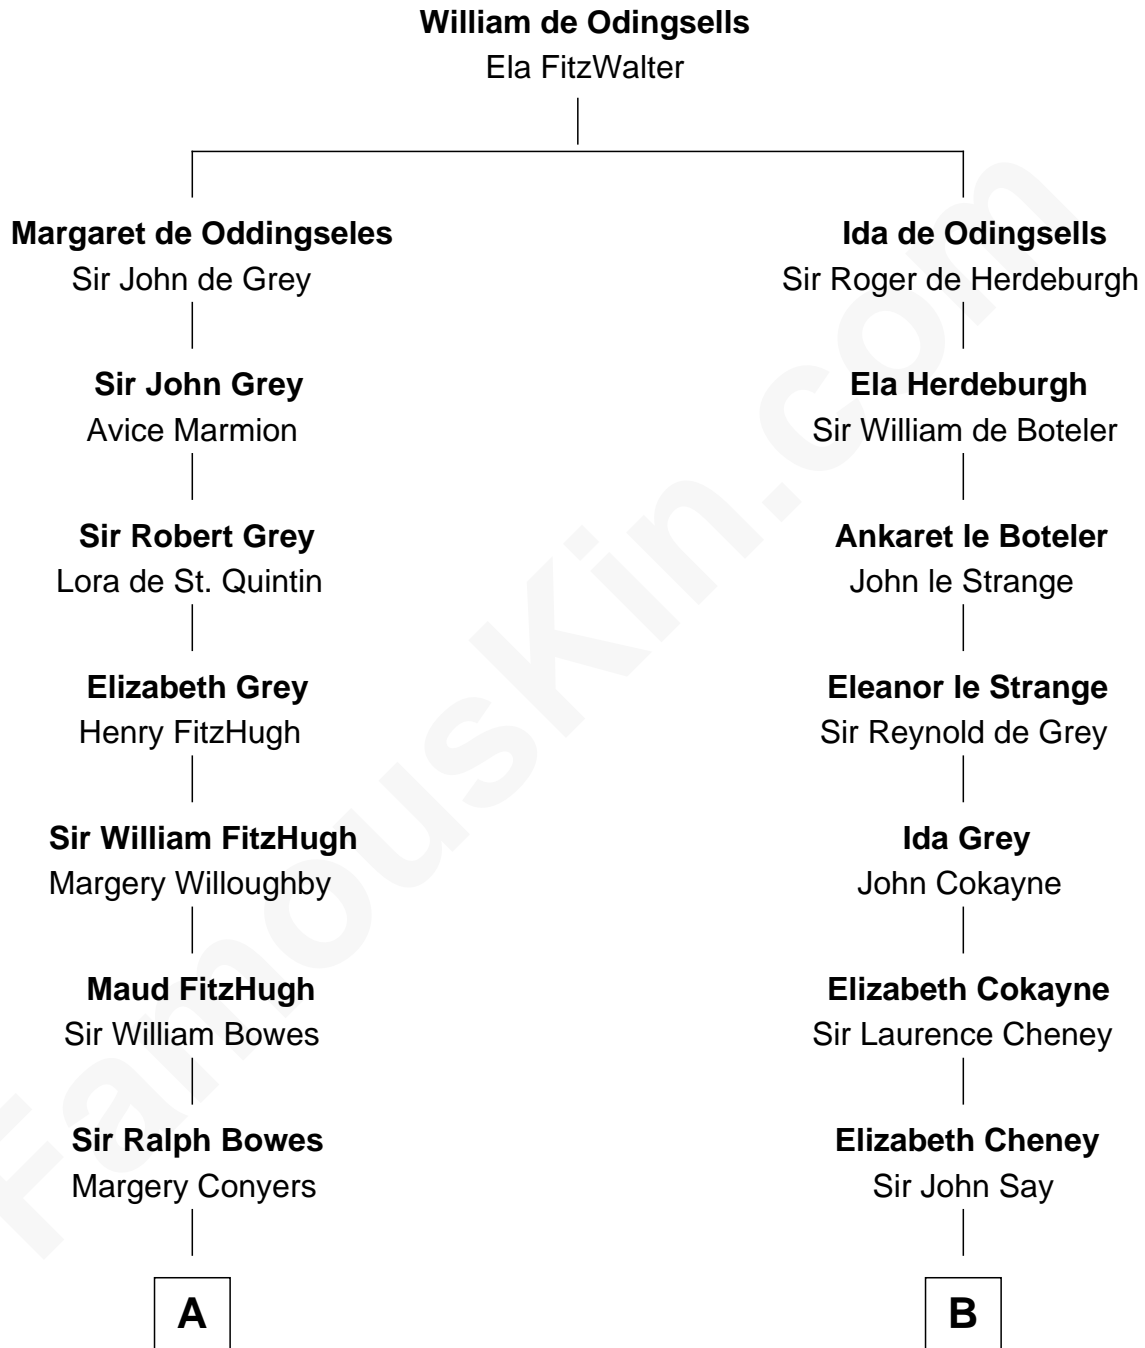 William de Odingsells
Ela FitzWalter
Margaret de Oddingseles
Sir John de Grey
Ida de Odingsells
Sir Roger de Herdeburgh
Sir John Grey
Avice Marmion
Ela Herdeburgh
Sir William de Boteler
Sir Robert Grey
Lora de St. Quintin
Ankaret le Boteler
John le Strange
Elizabeth Grey
Henry FitzHugh
Eleanor le Strange
Sir Reynold de Grey
Sir William FitzHugh
Margery Willoughby
Ida Grey
John Cokayne
Maud FitzHugh
Sir William Bowes
Elizabeth Cokayne
Sir Laurence Cheney
Sir Ralph Bowes
Margery Conyers
Elizabeth Cheney
Sir John Say
A
B
FamousKin.com